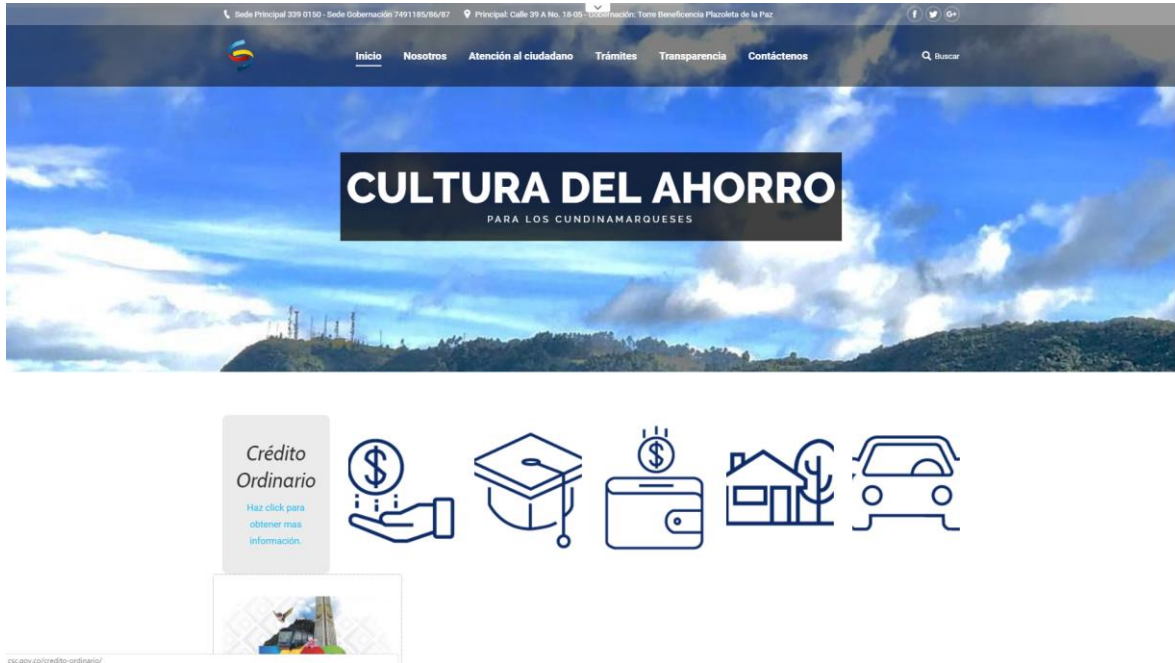 Sede Principal 339 0150 - Sede Gobernación 7491185/86/87 Principal: Calle 39 A No. 18-05 - Gobernación: Torre Beneficencia Plazoleta de la Paz
Inicio Nosotros Atención al ciudadano Trámites Transparencia Contáctenos Buscar
CULTURA DEL AHORRO
PARA LOS CUNDINAMARQUESES
Crédito
Ordinario
Haz click para
obtener mas
información.
csc.gov.co/credito-ordinario/